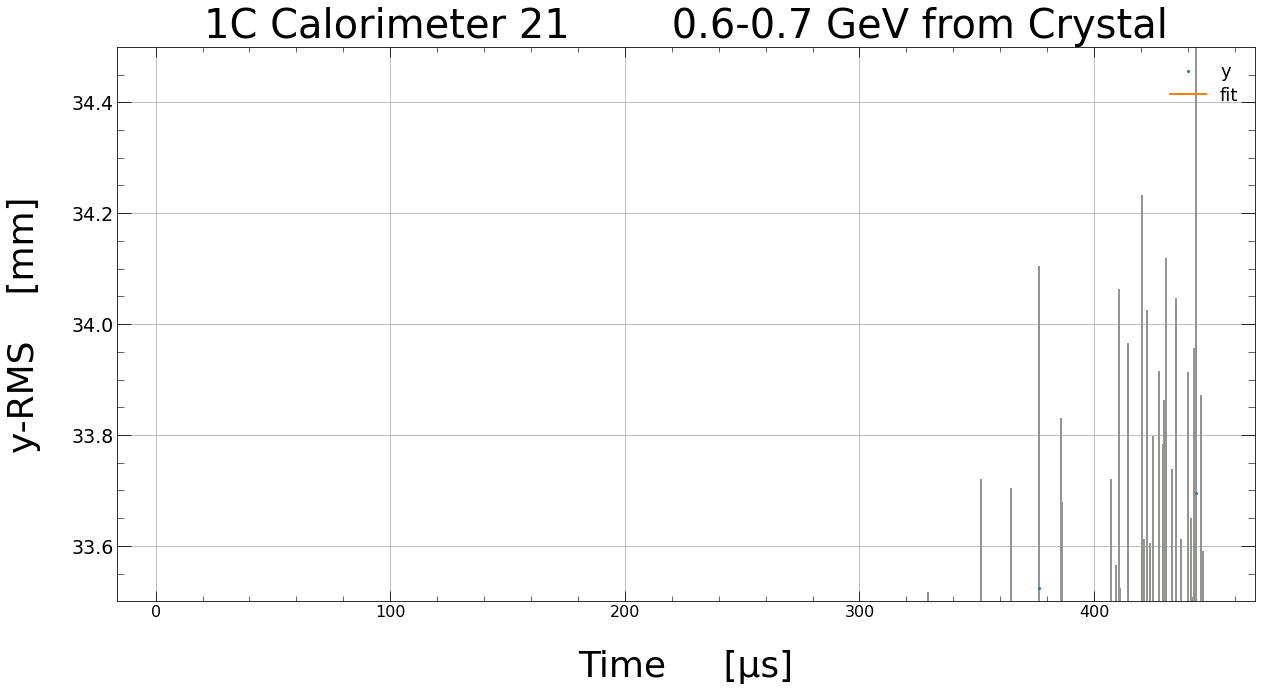 1C Calorimeter 21 0.6-0.7 GeV from Crystal
y
fit
34.4
34.2
34.0
33.8
33.6
y-RMS [mm]
0 100 200 300 400
Time [µs]